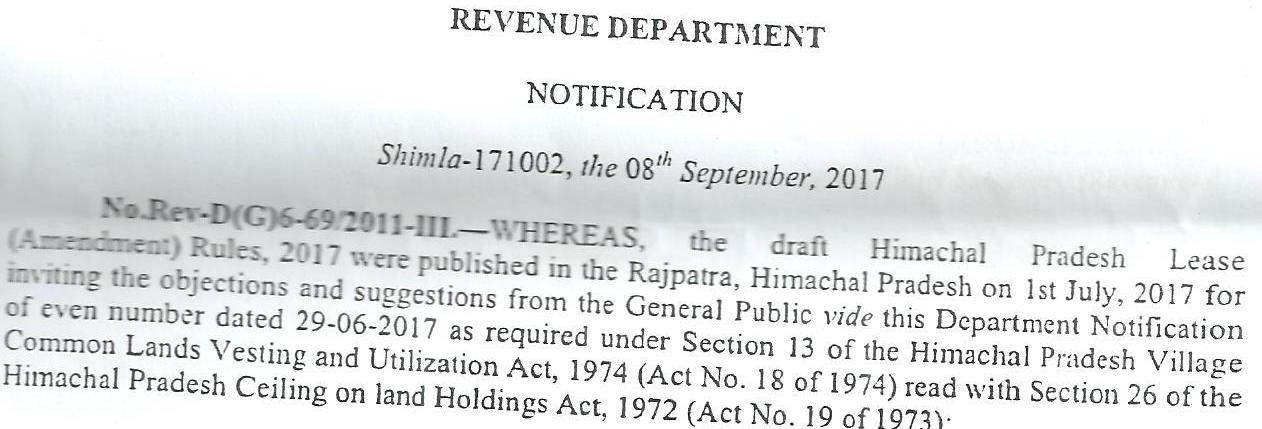 REVENUE DEPARTMENT
NOTIFICATION
Shimla-171002, the 08th September, 2017
No.Rev-D(G)6-69/2011-III.—WHEREAS, the draft Himachal Pradesh Lease
(Amendment) Rules, 2017 were published in the Rajpatra, Himachal Pradesh on 1st July, 2017 for
inviting the objections and suggestions from the General Public vide this Department Notification
of even number dated 29-06-2017 as required under Section 13 of the Himachal Pradesh Village
Common Lands Vesting and Utilization Act, 1974 (Act No. 18 of 1974) read with Section 26 of the
Himachal Pradesh Ceiling on land Holdings Act, 1972 (Act No. 19 of 1973);